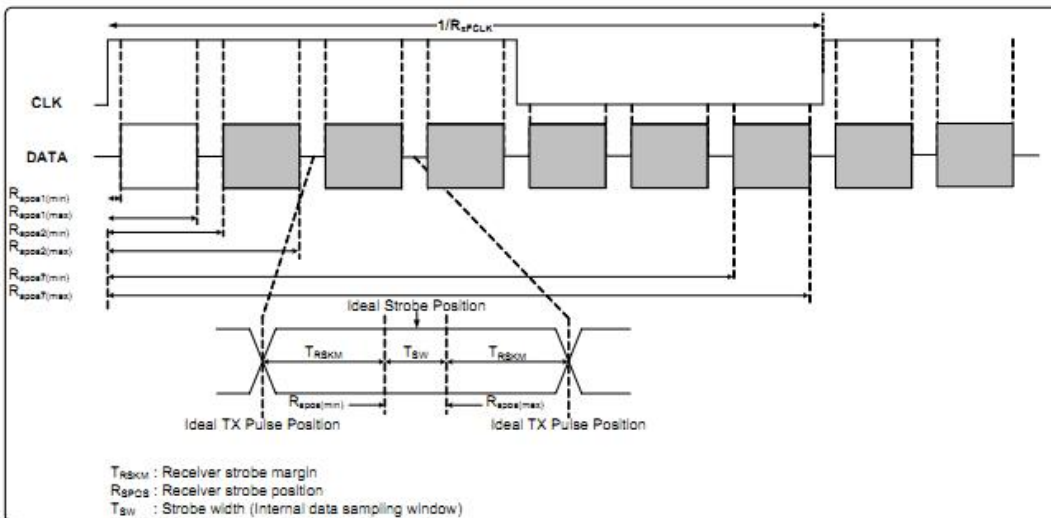 1/RxPCLK
CLK
DATA
Rspos1(min)
Rspos1(max)
Rspos2(min)
Rspos2(max)
Rspos7(min)
Rspos7(max)
Ideal Strobe Position
TRSKM TSW TRSKM
Rspos(min) Rspos(max)
Ideal TX Pulse Position Ideal TX Pulse Position
TRSKM : Receiver strobe margin
RSPOS : Receiver strobe position
TSW : Strobe width (Internal data sampling window)